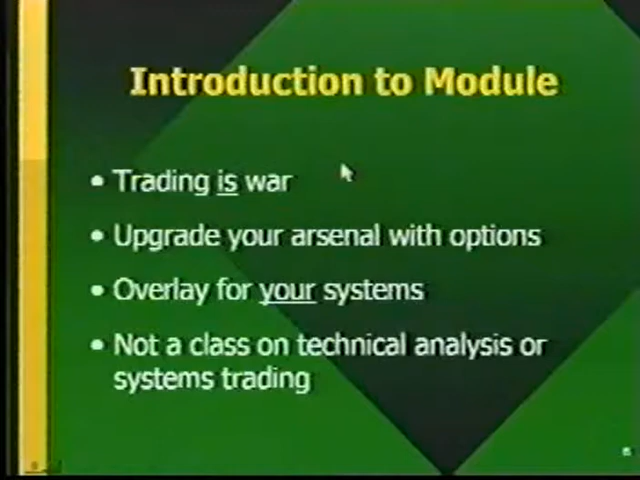 Introduction to Module
• Trading is war
• Upgrade your arsenal with options
• Overlay for your systems
• Not a class on technical analysis or
systems trading